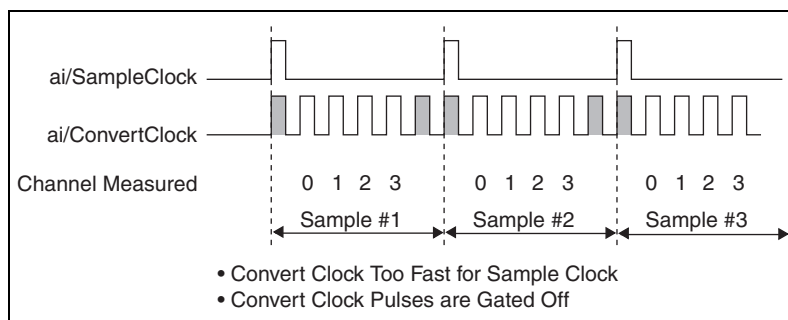 ai/SampleClock
ai/ConvertClock
Channel Measured 0 1 2 3 0 1 2 3 0 1 2 3
Sample #1 Sample #2 Sample #3
• Convert Clock Too Fast for Sample Clock
• Convert Clock Pulses are Gated Off